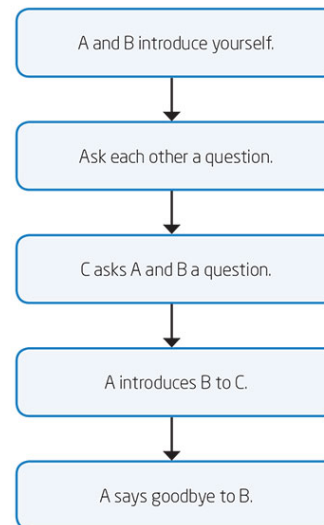 A and B introduce yourself.
Ask each other a question.
C asks A and B a question.
A introduces B to C.
A says goodbye to B.